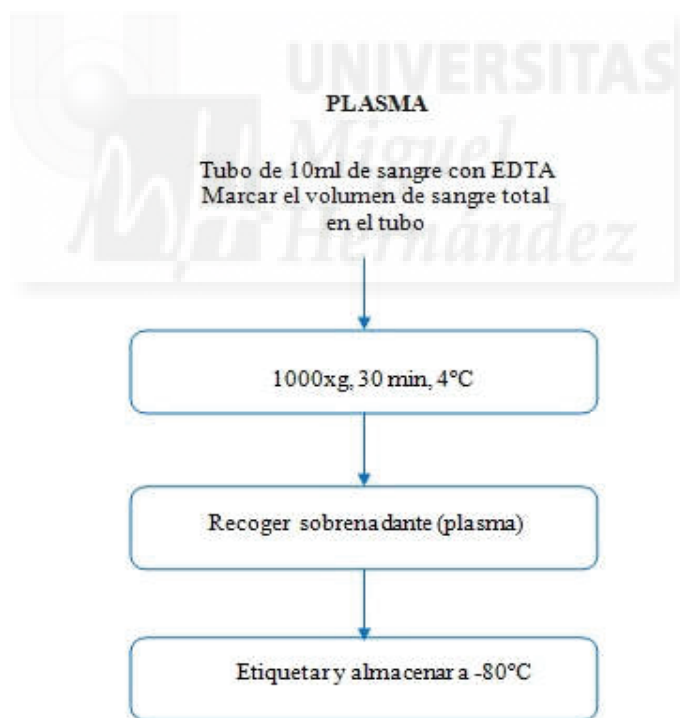 UNIVERSITAS
Miguel
Hernández
PLASMA
Tubo de 10ml de sangre con EDTA
Marcar el volumen de sangre total
en el tubo
1000xg, 30 min, 4°C
Recoger sobrenadante (plasma)
Etiquetar y almacenar a -80°C